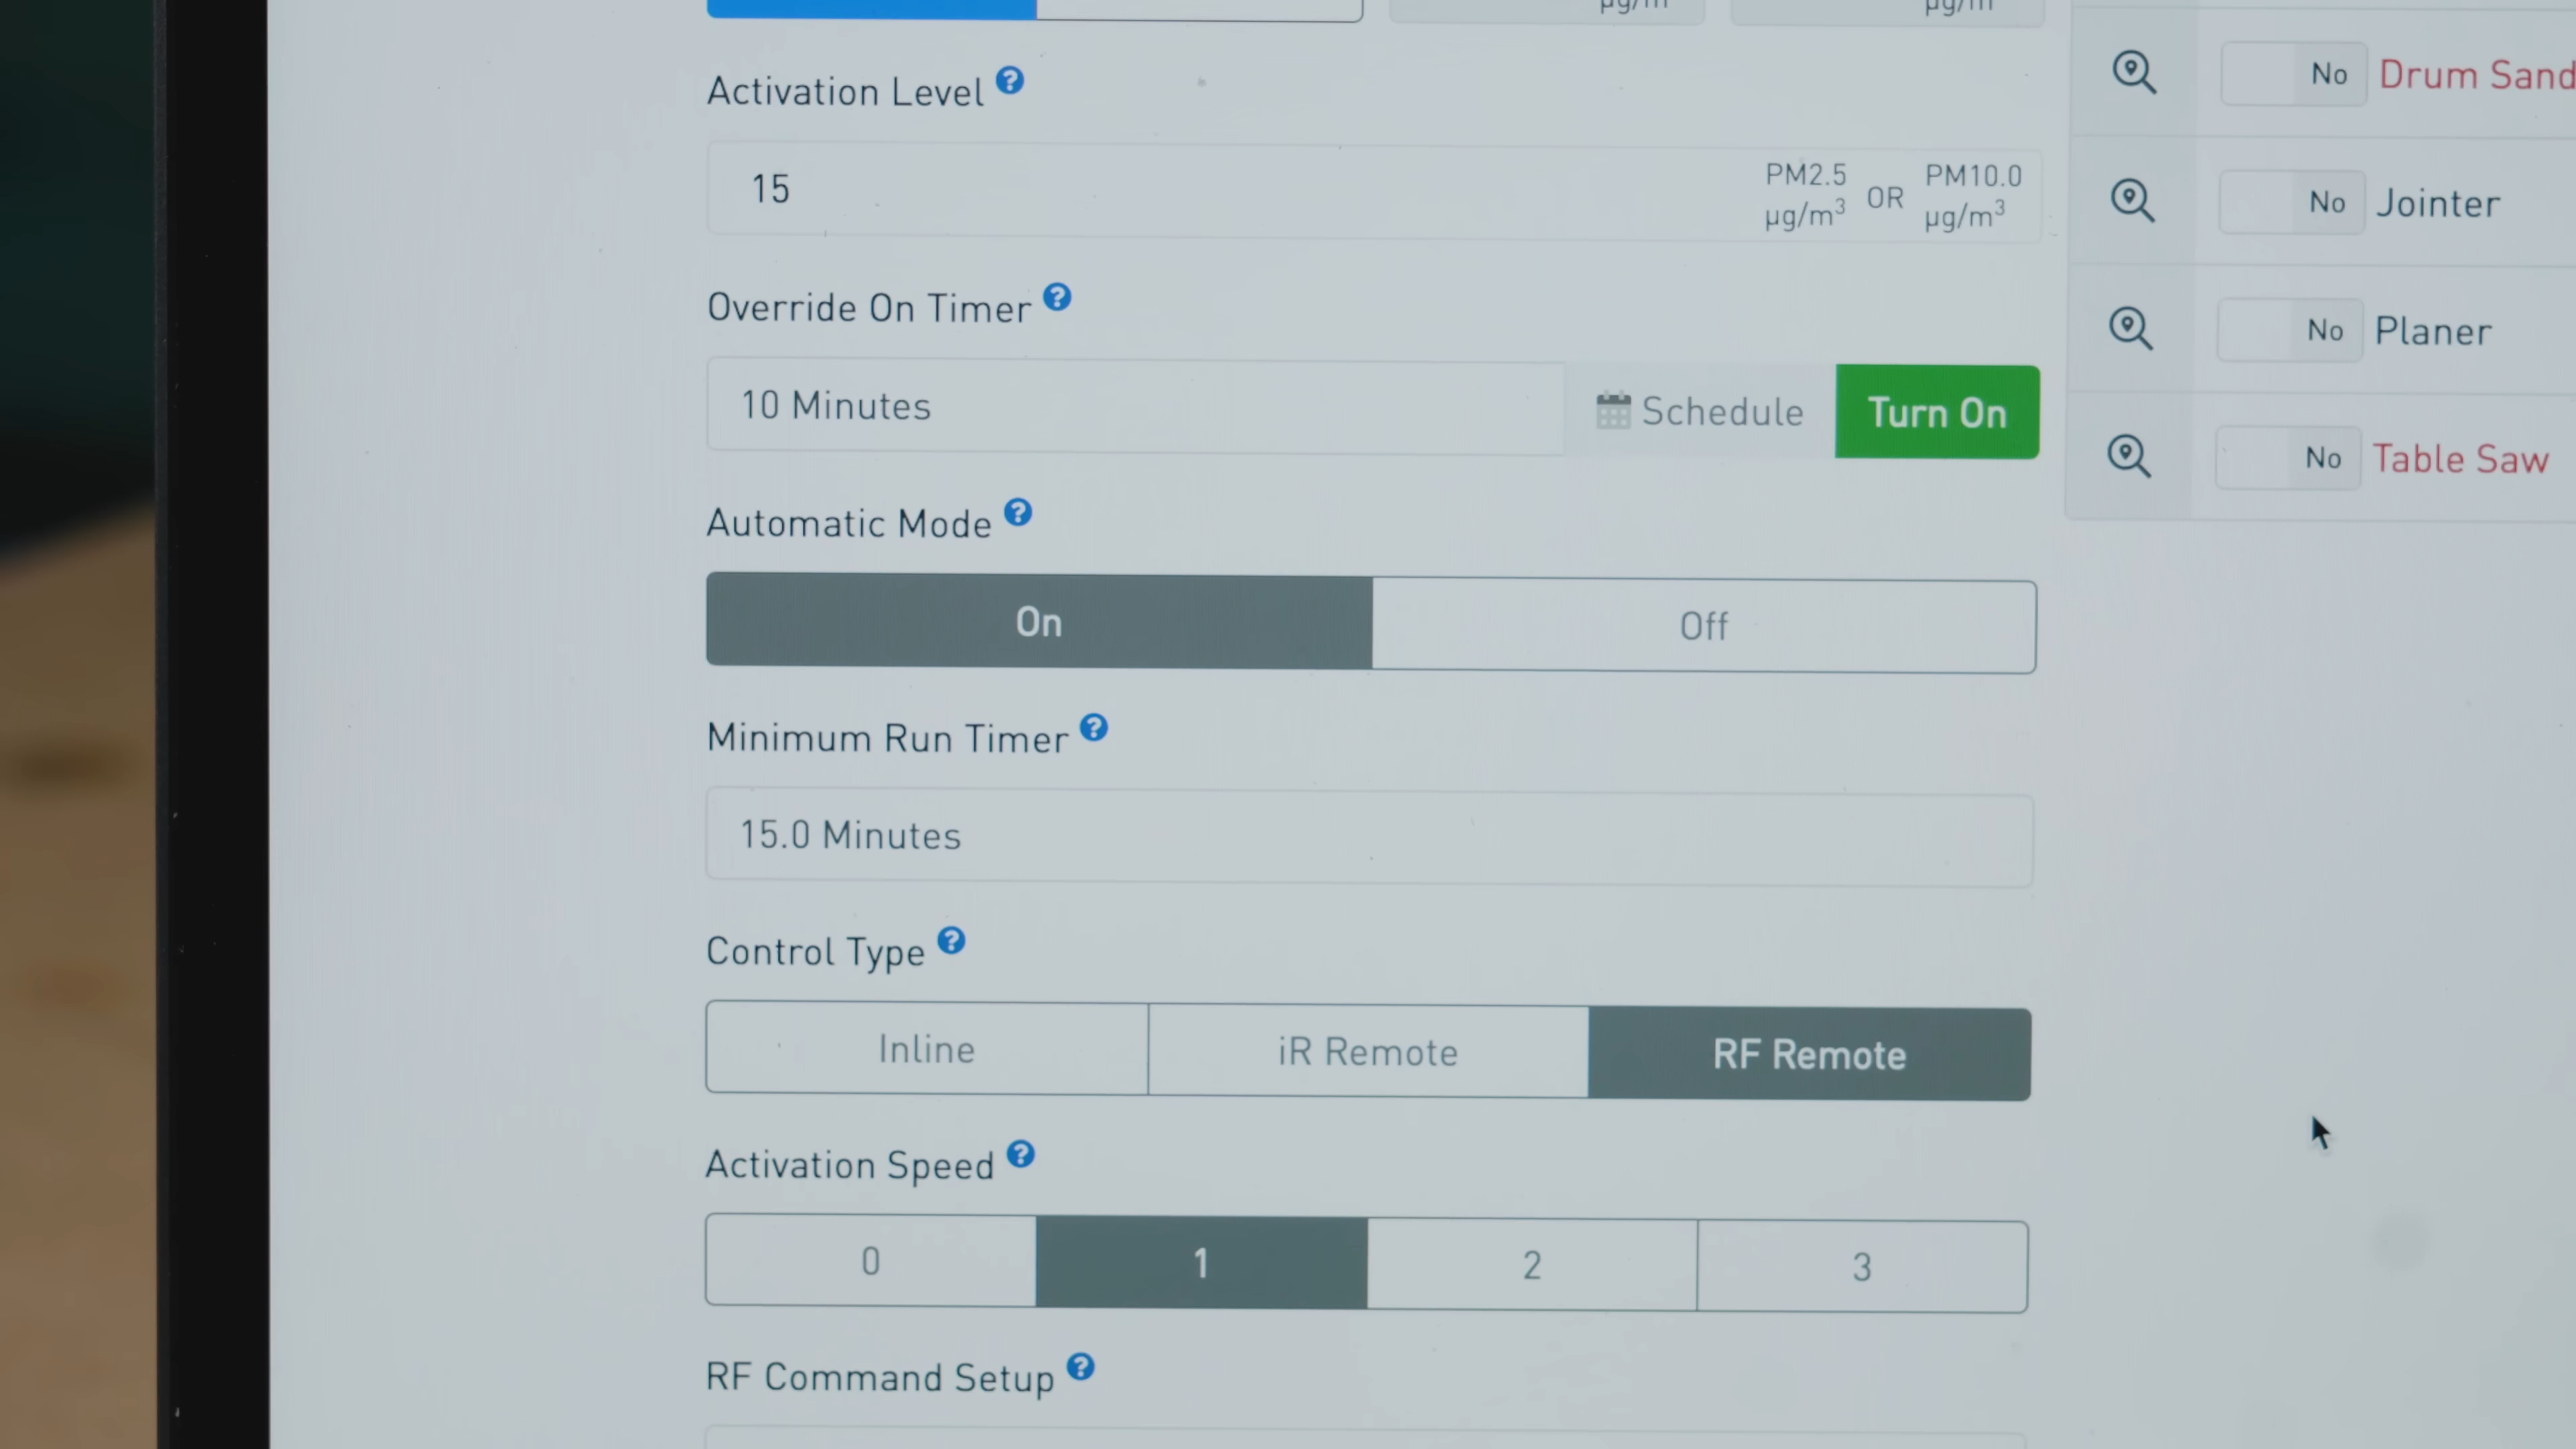 Activation Level
15
PM2.5
µg/m³
OR
PM10.0
µg/m³
Override On Timer
10 Minutes
Schedule
Turn On
Automatic Mode
On
Off
Minimum Run Timer
15.0 Minutes
Control Type
Inline
iR Remote
RF Remote
Activation Speed
0
1
2
3
RF Command Setup
No Drum Sand
No Jointer
No Planer
No Table Saw